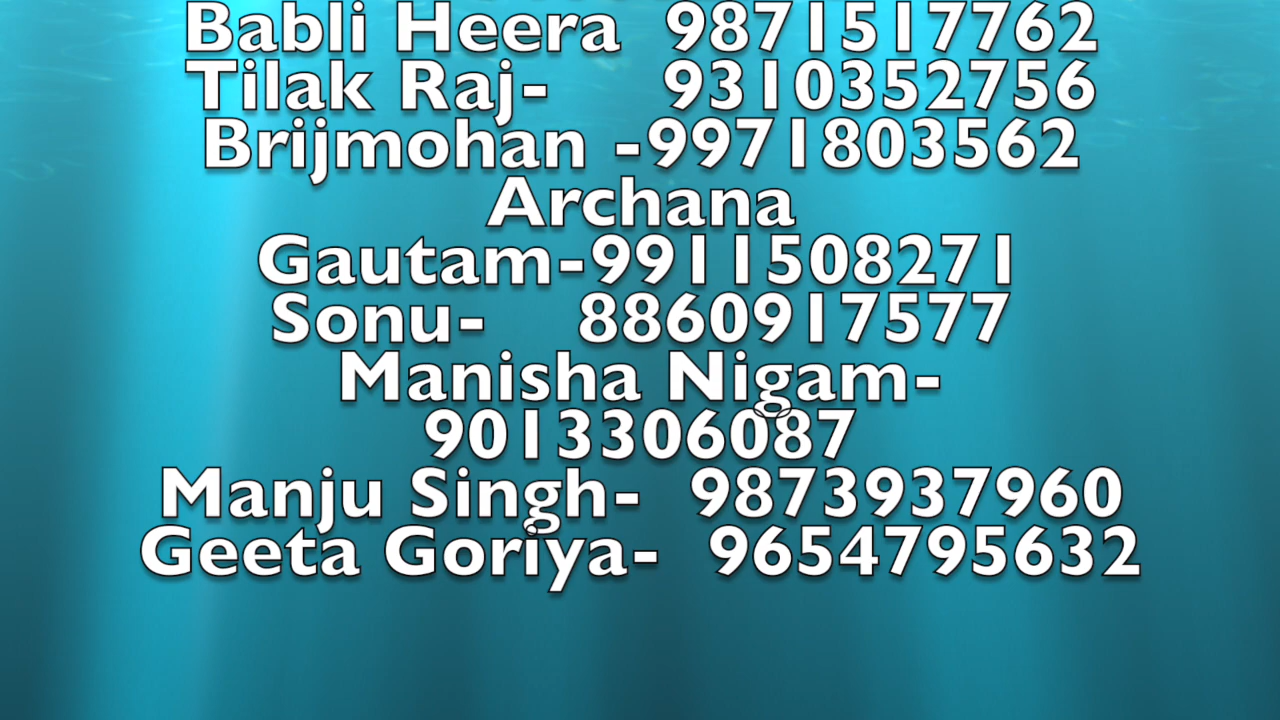 Babli Heera 9871517762
Tilak Raj- 9310352756
Brijmohan -9971803562
Archana
Gautam-9911508271
Sonu- 8860917577
Manisha Nigam-
9013306087
Manju Singh- 9873937960
Geeta Goriya- 9654795632